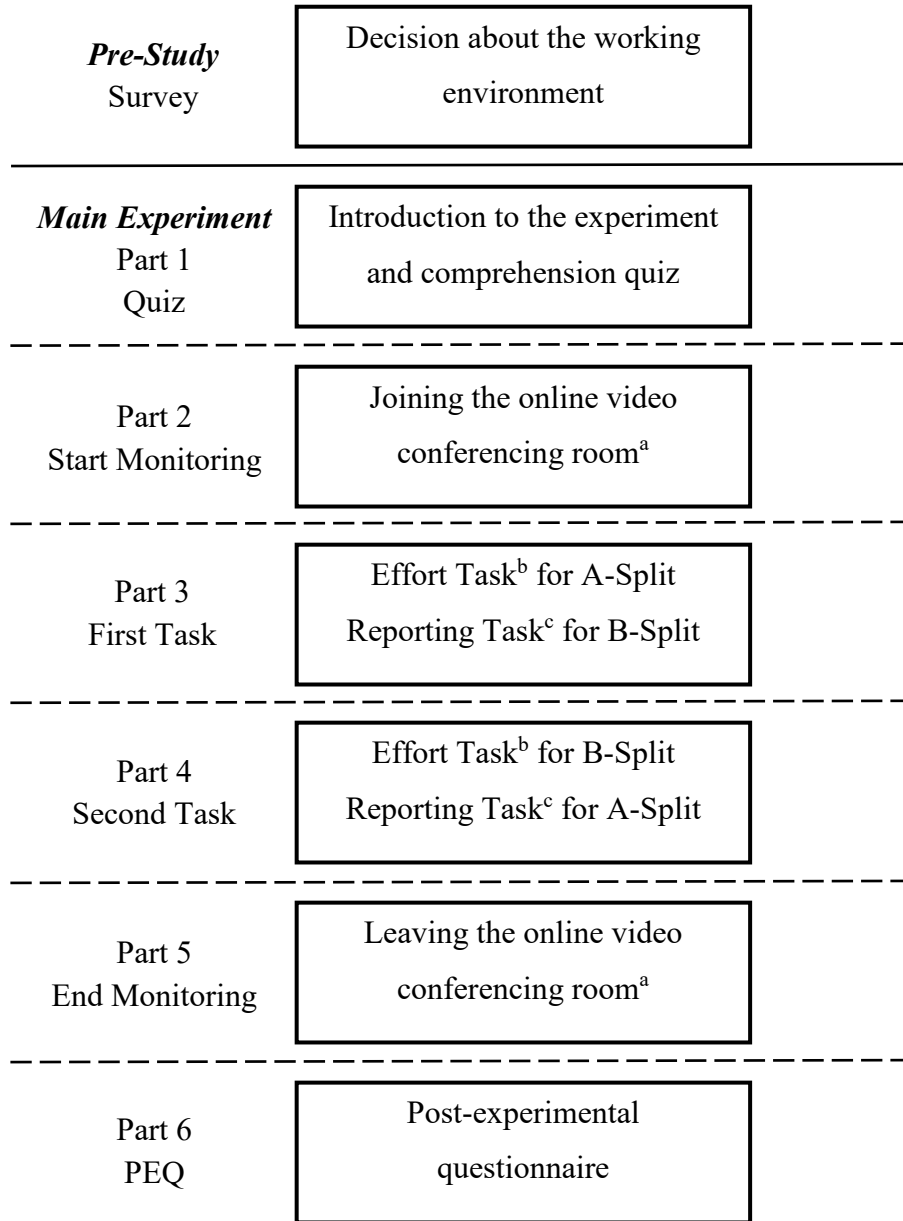 Pre-Study
Survey
Decision about the working
environment
Main Experiment
Part 1
Quiz
Introduction to the experiment
and comprehension quiz
Part 2
Start Monitoring
Joining the online video
conferencing roomᵃ
Part 3
First Task
Effort Taskᵇ for A-Split
Reporting Taskᶜ for B-Split
Part 4
Second Task
Effort Taskᵇ for B-Split
Reporting Taskᶜ for A-Split
Part 5
End Monitoring
Leaving the online video
conferencing roomᵃ
Part 6
PEQ
Post-experimental
questionnaire